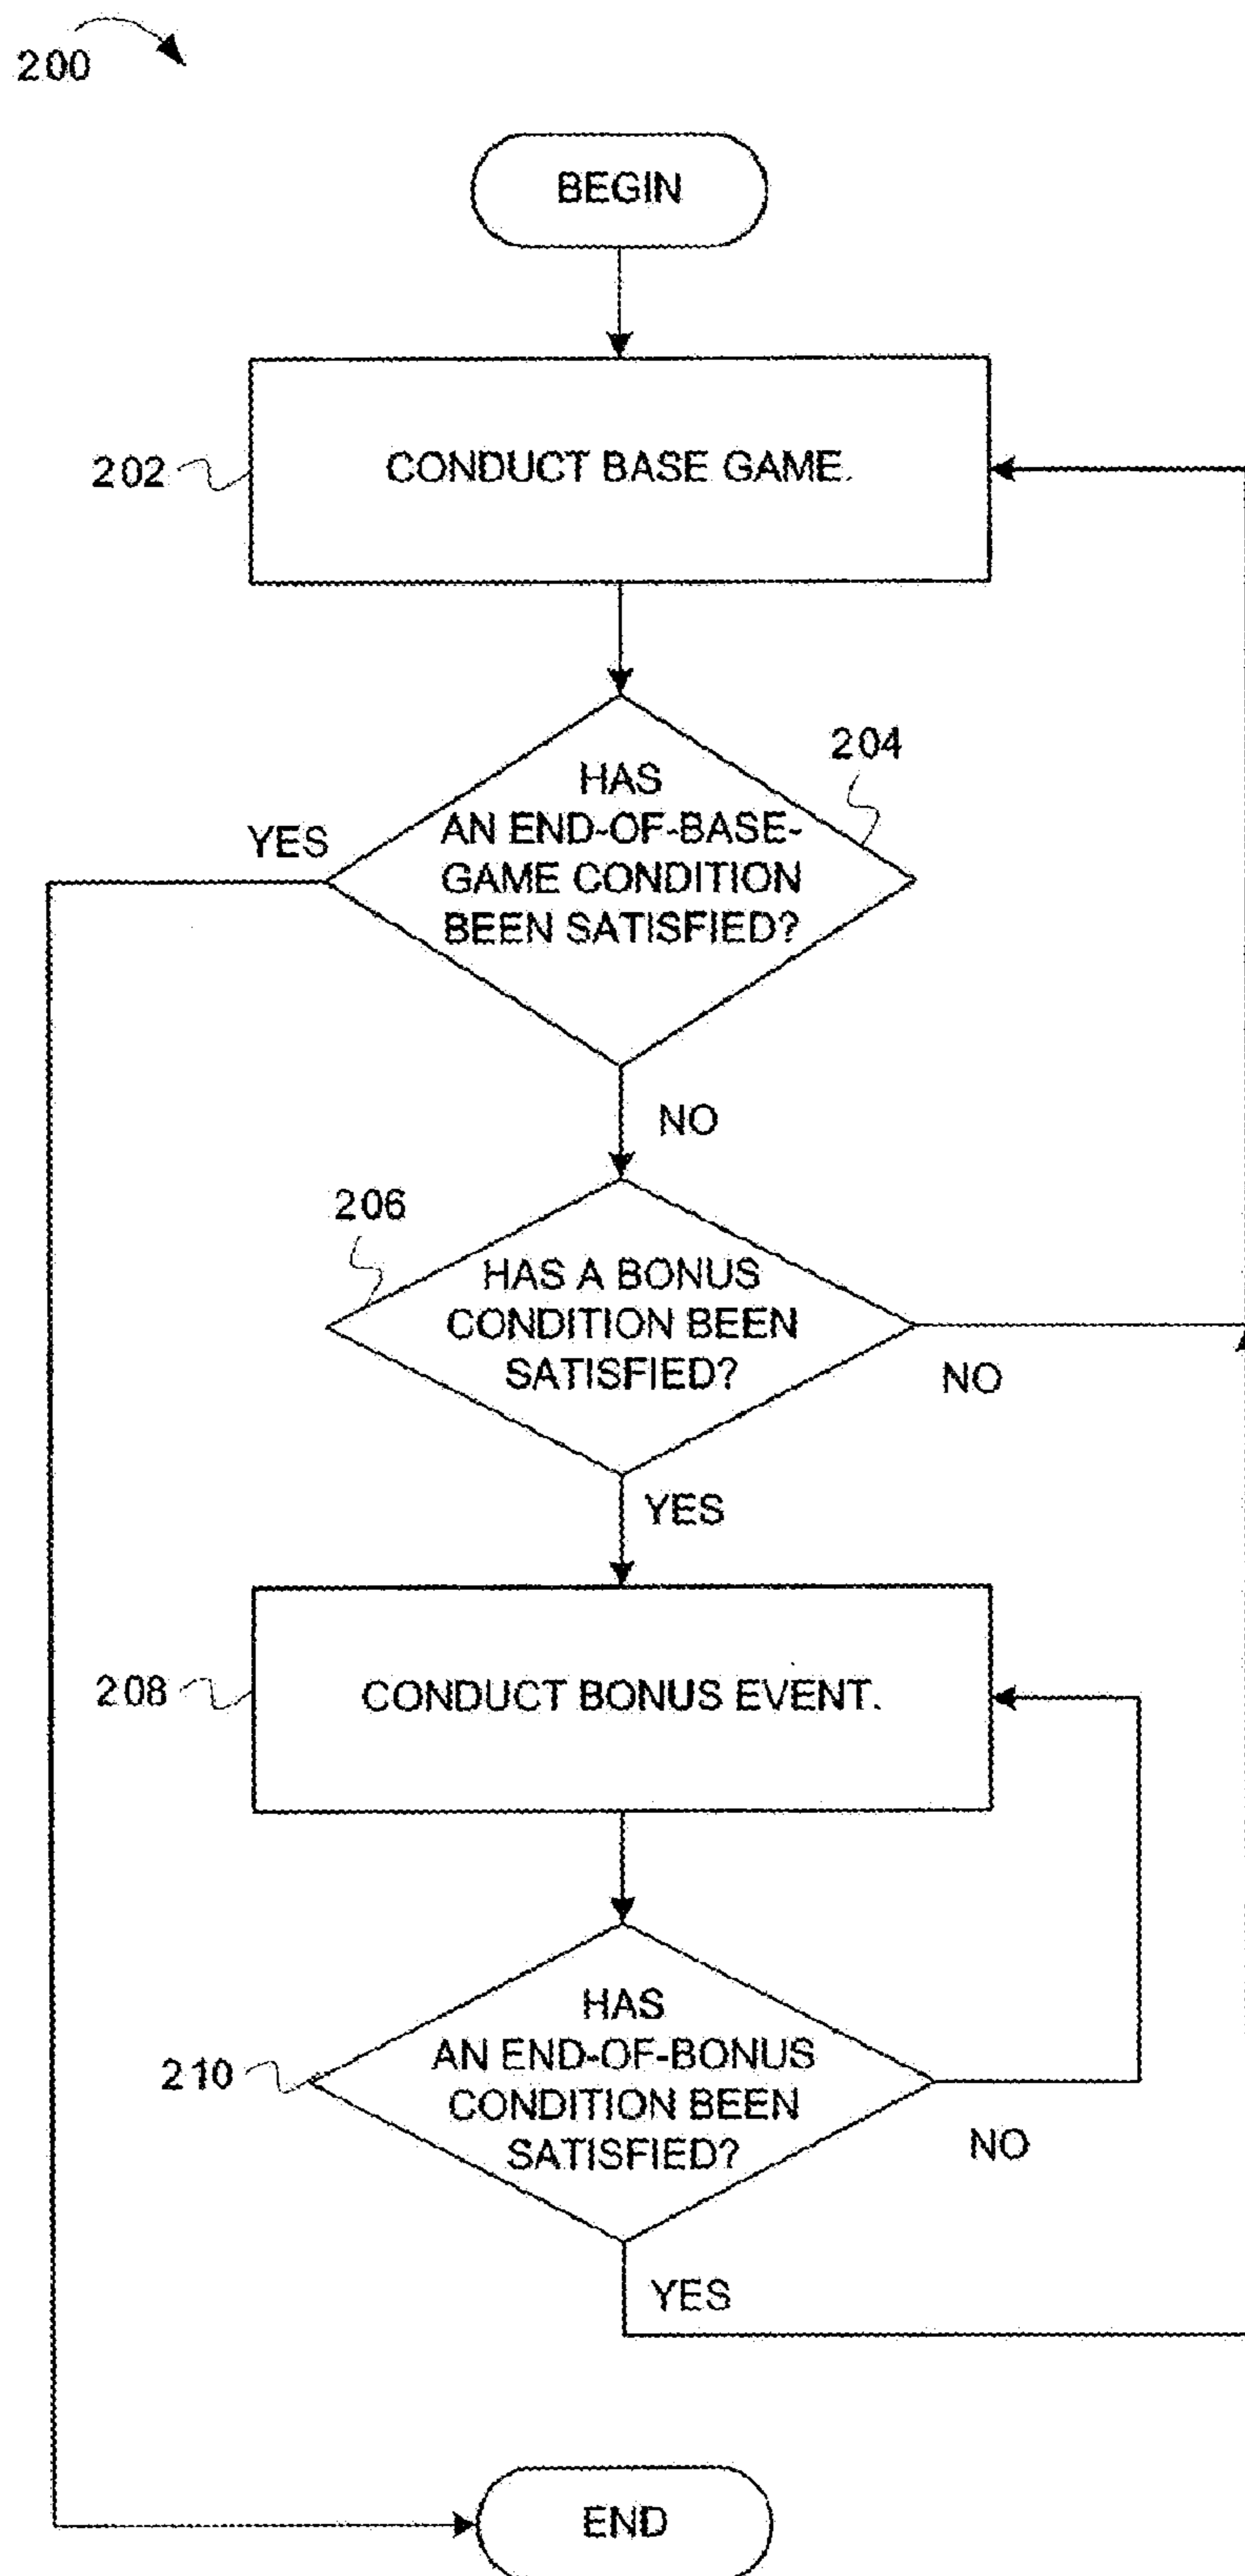 200
BEGIN
202
CONDUCT BASE GAME.
204
HAS
AN END-OF-BASE-
GAME CONDITION
BEEN SATISFIED?
YES
NO
206
HAS A BONUS
CONDITION BEEN
SATISFIED?
NO
YES
208
CONDUCT BONUS EVENT.
210
HAS
AN END-OF-BONUS
CONDITION BEEN
SATISFIED?
NO
YES
END